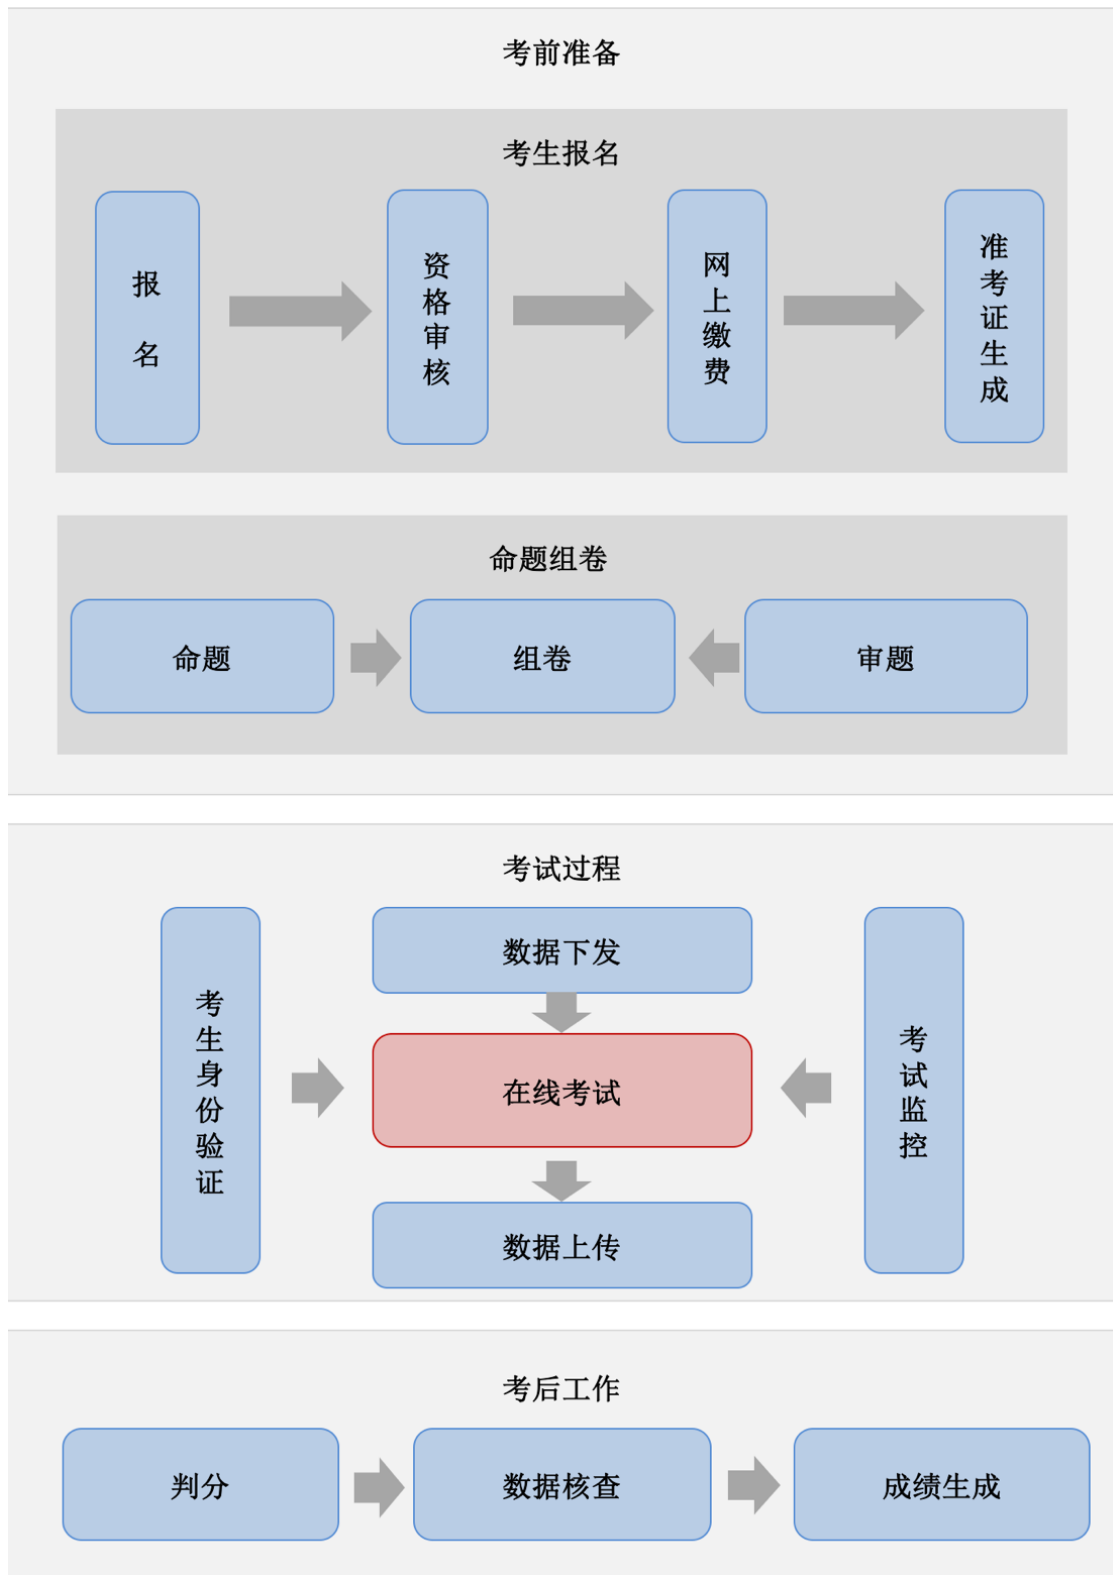 考前准备
考生报名
报名
资格审核
网上缴费
准考证生成
命题组卷
命题
组卷
审题
考试过程
考生身份验证
数据下发
在线考试
数据上传
考试监控
考后工作
判分
数据核查
成绩生成